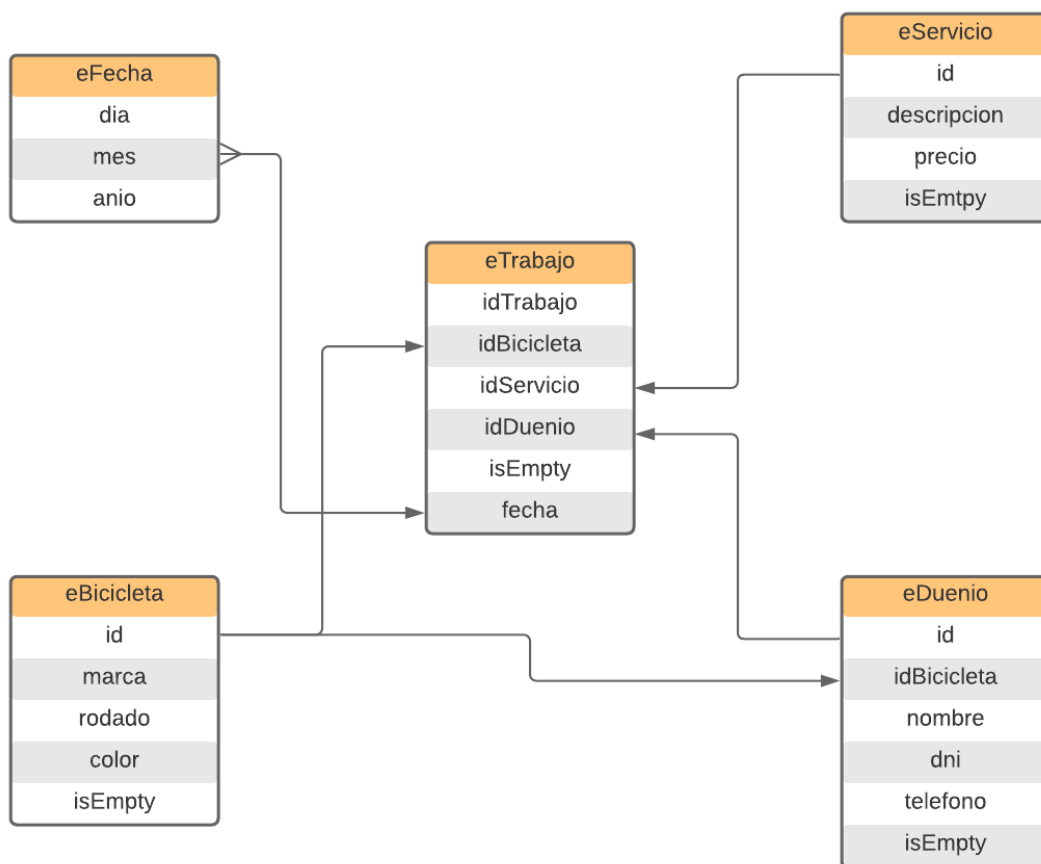 eFecha
dia
mes
anio
eServicio
id
descripcion
precio
isEmtpy
eTrabajo
idTrabajo
idBicicleta
idServicio
idDuenio
isEmpty
fecha
eBicicleta
id
marca
rodado
color
isEmpty
eDuenio
id
idBicicleta
nombre
dni
telefono
isEmpty